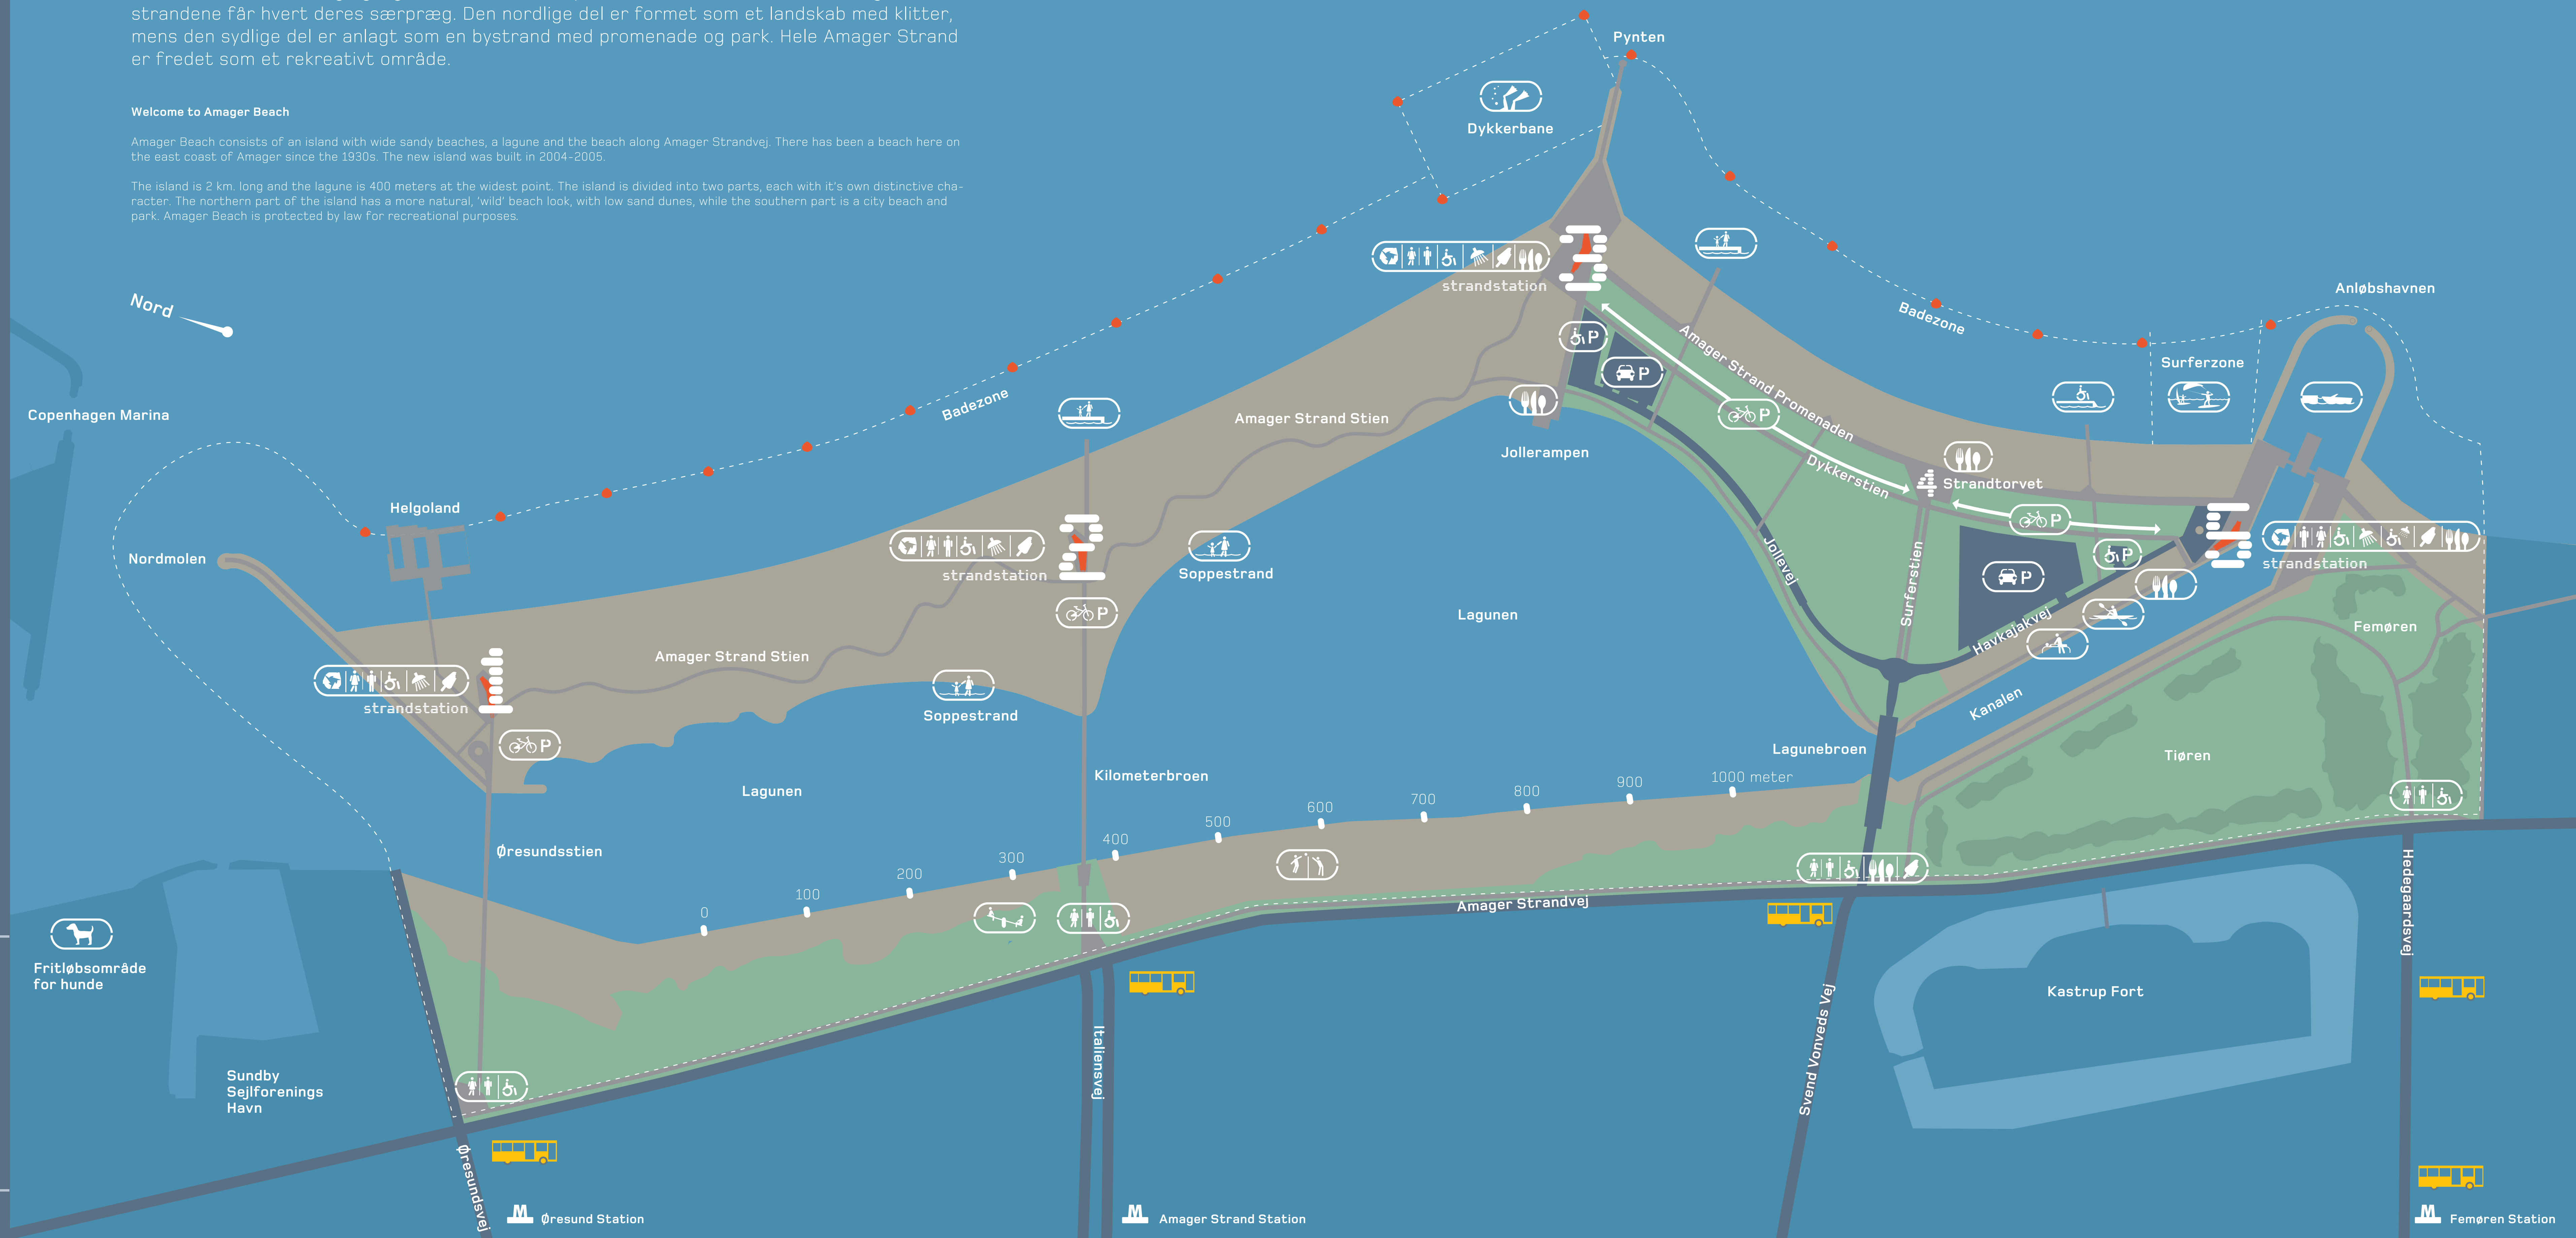 strandene får hvert deres særpræg. Den nordlige del er formet som et landskab med klitter,
mens den sydlige del er anlagt som en bystrand med promenade og park. Hele Amager Strand
er fredet som et rekreativt område.
Welcome to Amager Beach
Amager Beach consists of an island with wide sandy beaches, a lagune and the beach along Amager Strandvej. There has been a beach here on
the east coast of Amager since the 1930s. The new island was built in 2004-2005.
The island is 2 km. long and the lagune is 400 meters at the widest point. The island is divided into two parts, each with it's own distinctive cha-
racter. The northern part of the island has a more natural, 'wild' beach look, with low sand dunes, while the southern part is a city beach and
park. Amager Beach is protected by law for recreational purposes.
Pynten
Dykkerbane
strandstation
Nord
Anløbshavnen
Badezone
Surferzone
Copenhagen Marina
Badezone
Amager Strand Stien
P
P
Amager Strand Promenaden
P
Jollerampen
Dykkerstien
Strandtorvet
Helgoland
Nordmolen
strandstation
P
Soppestrand
Lagunen
Jollevej
Surferstien
P
P
P
strandstation
Havkajakvej
Femøren
Amager Strand Stien
strandstation
P
Soppestrand
Kanalen
Lagunebroen
Tiøren
Lagunen
Kilometerbroen
Øresundsstien
0
100
200
300
400
500
600
700
800
900
1000 meter
Amager Strandvej
Hedegaardsvej
Fritløbsområde
for hunde
Kastrup Fort
Italiensvej
Svend Vonveds Vej
Sundby
Sejlforenings
Havn
Øresundsvej
M Øresund Station
M Amager Strand Station
M Femøren Station